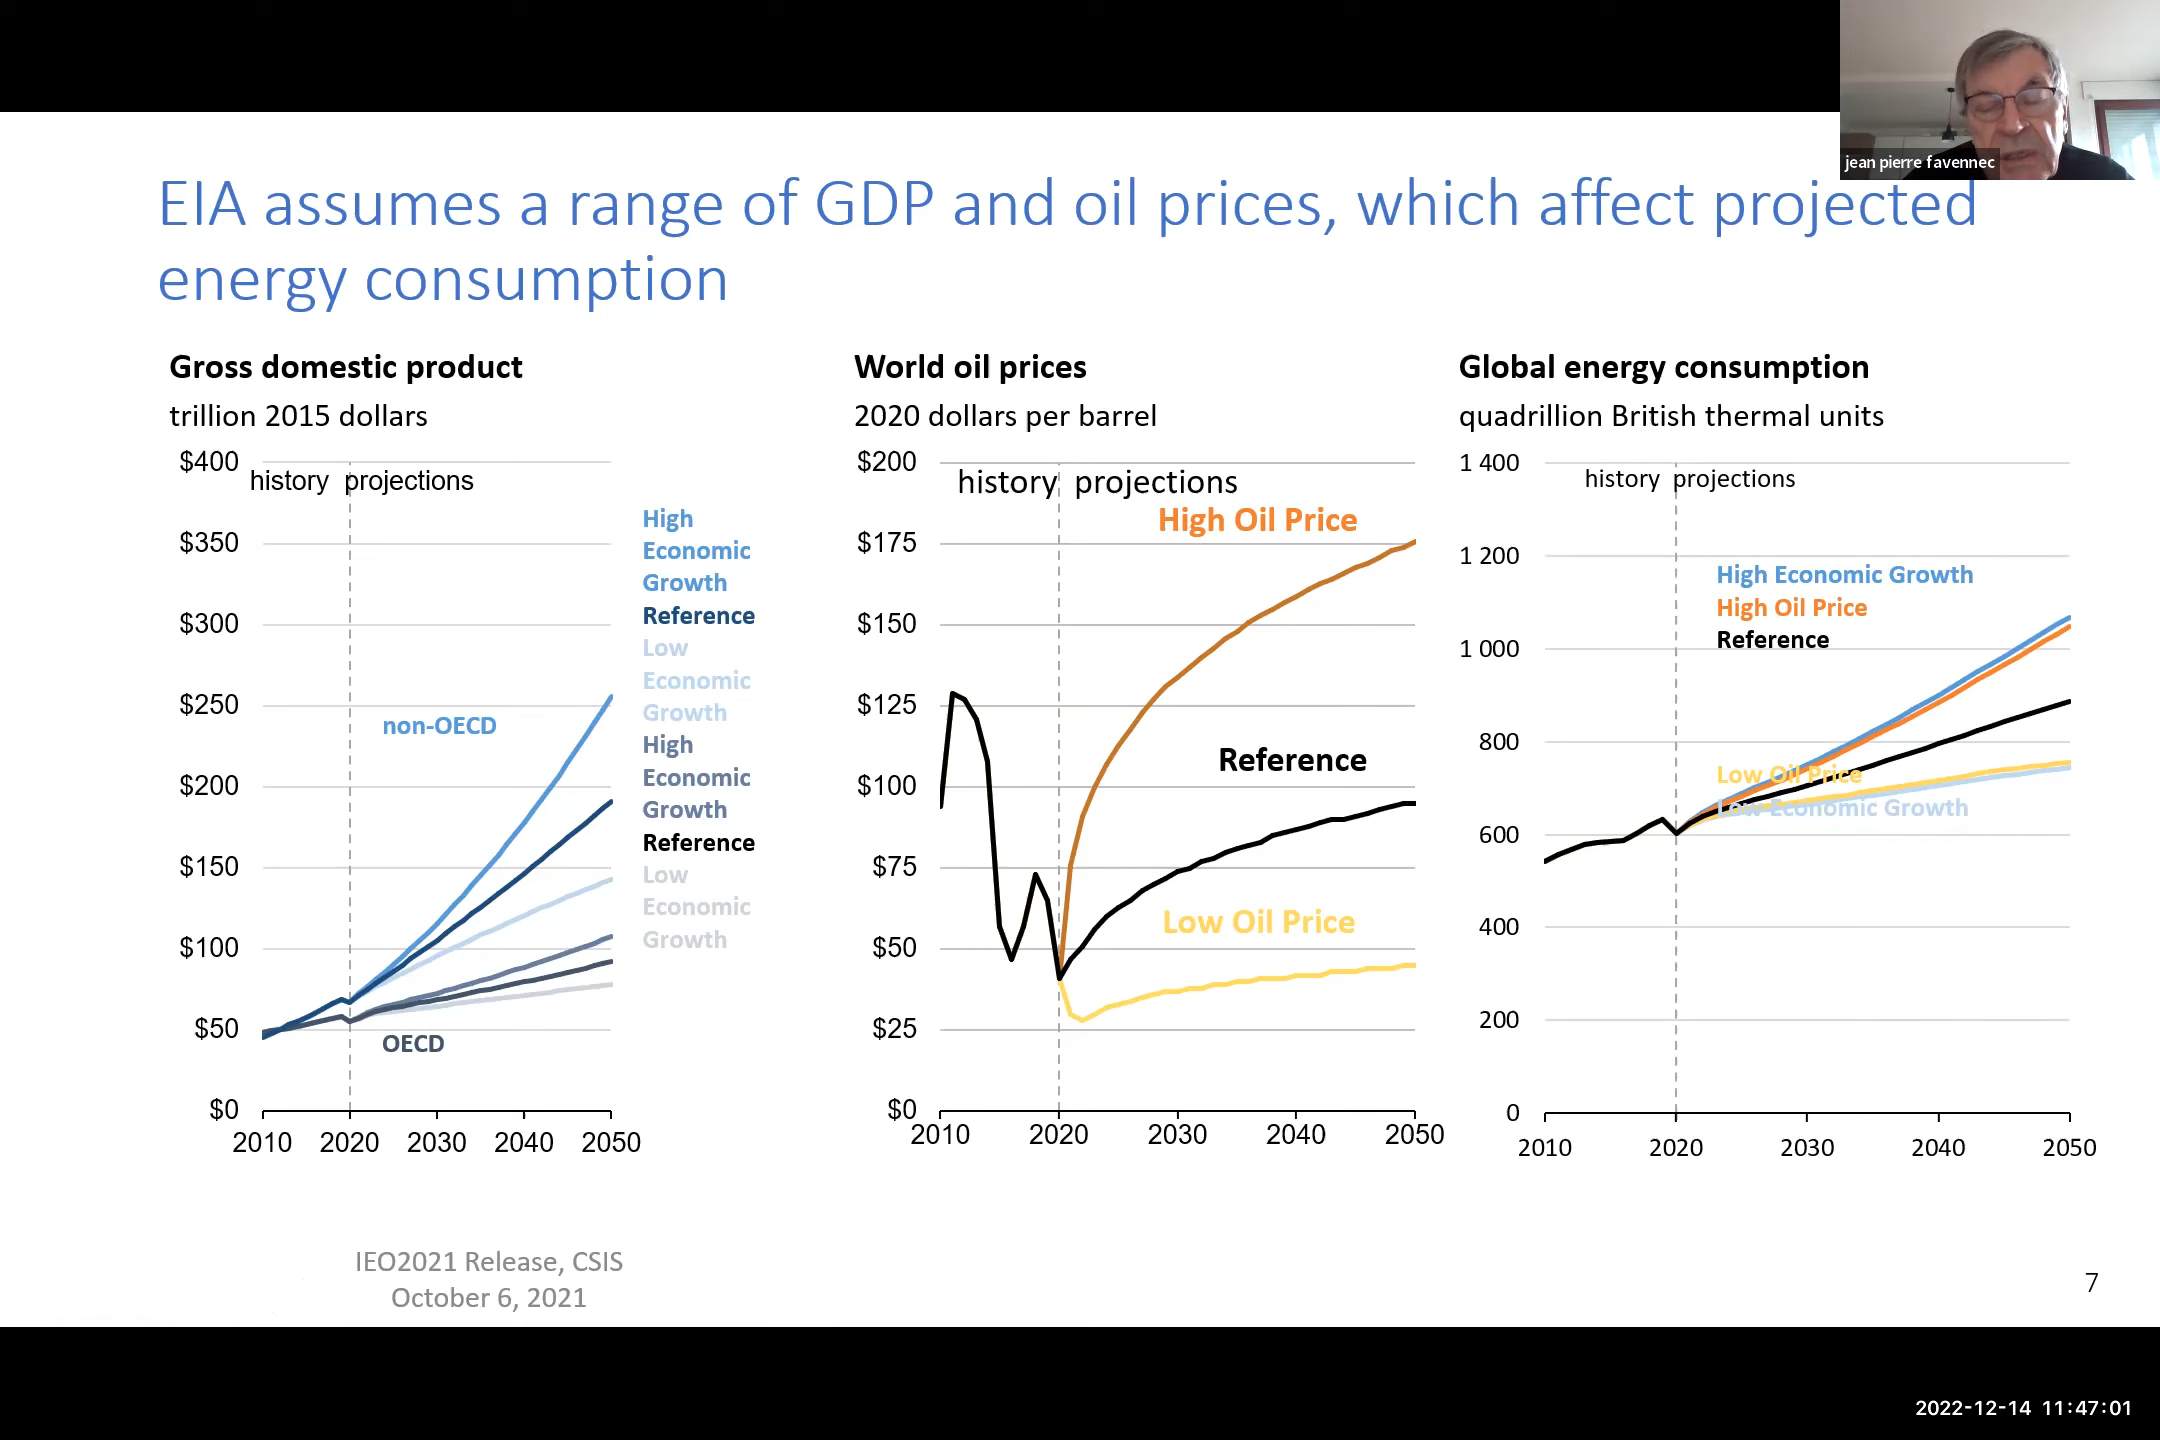 jean pierre favennec
EIA assumes a range of GDP and oil prices, which affect projected
energy consumption
Gross domestic product
trillion 2015 dollars
$400
history projections
$350
$300
$250
$200
$150
$100
$50
$0
2010 2020 2030 2040 2050
non-OECD
OECD
High
Economic
Growth
Reference
Low
Economic
Growth
High
Economic
Growth
Reference
Low
Economic
Growth
World oil prices
2020 dollars per barrel
$200
history projections
High Oil Price
$175
$150
$125
Reference
$100
$75
Low Oil Price
$50
$25
$0
2010 2020 2030 2040 2050
Global energy consumption
quadrillion British thermal units
1 400
history projections
1 200
High Economic Growth
High Oil Price
Reference
1 000
800
Low Oil Price
Low Economic Growth
600
400
200
0
2010 2020 2030 2040 2050
IEO2021 Release, CSIS
October 6, 2021
7
2022-12-14 11:47:01